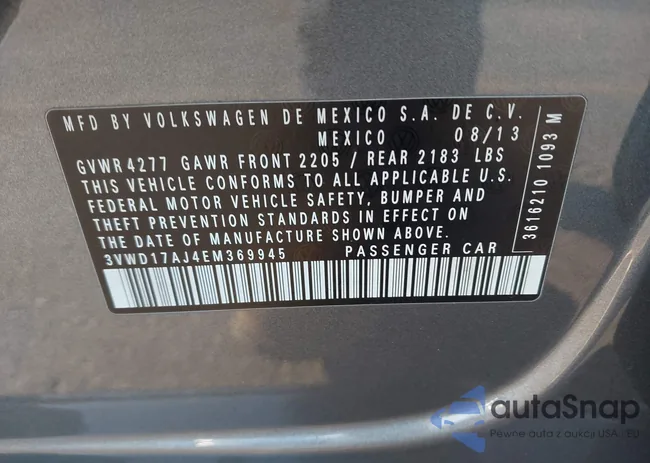 MFD BY VOLKSWAGEN DE MEXICO S.A. DE C.V.
MEXICO 08/13
GVWR 4277 GAWR FRONT 2205 / REAR 2183 LBS
THIS VEHICLE CONFORMS TO ALL APPLICABLE U.S.
FEDERAL MOTOR VEHICLE SAFETY, BUMPER AND
THEFT PREVENTION STANDARDS IN EFFECT ON
THE DATE OF MANUFACTURE SHOWN ABOVE.
3VWD17AJ4EM369945 PASSENGER CAR
3616210 1093 M
autaSnap
Pewne auta z aukcji USA i EU